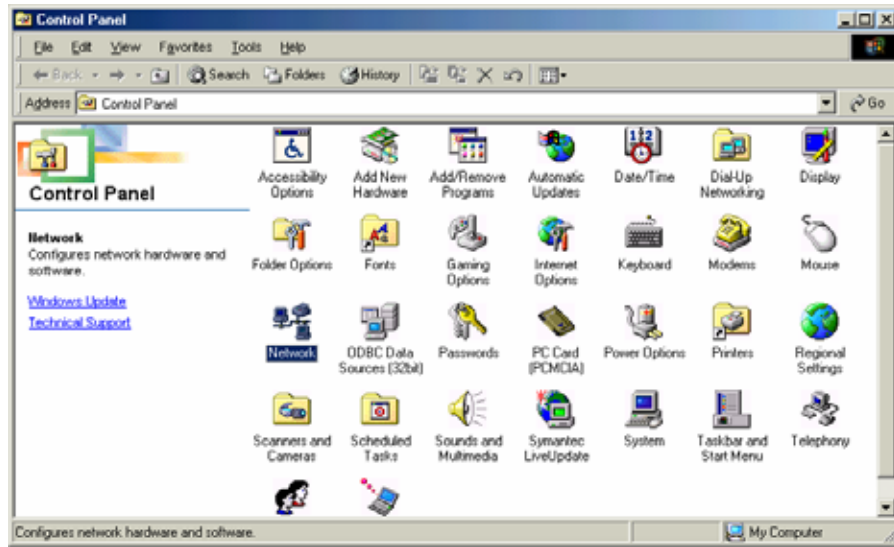 Control Panel
File Edit View Favorites Tools Help
Back Search Folders History
Address Control Panel Go
Control Panel
Network
Configures network hardware and
software.
Windows Update
Technical Support
Accessibility
Options
Add New
Hardware
Add/Remove
Programs
Automatic
Updates
Date/Time
Dial-Up
Networking
Display
Folder Options
Fonts
Gaming
Options
Internet
Options
Keyboard
Modems
Mouse
Network
ODBC Data
Sources (32bit)
Passwords
PC Card
(PCMCIA)
Power Options
Printers
Regional
Settings
Scanners and
Cameras
Scheduled
Tasks
Sounds and
Multimedia
Symantec
LiveUpdate
System
Taskbar and
Start Menu
Telephony
Configures network hardware and software.
My Computer